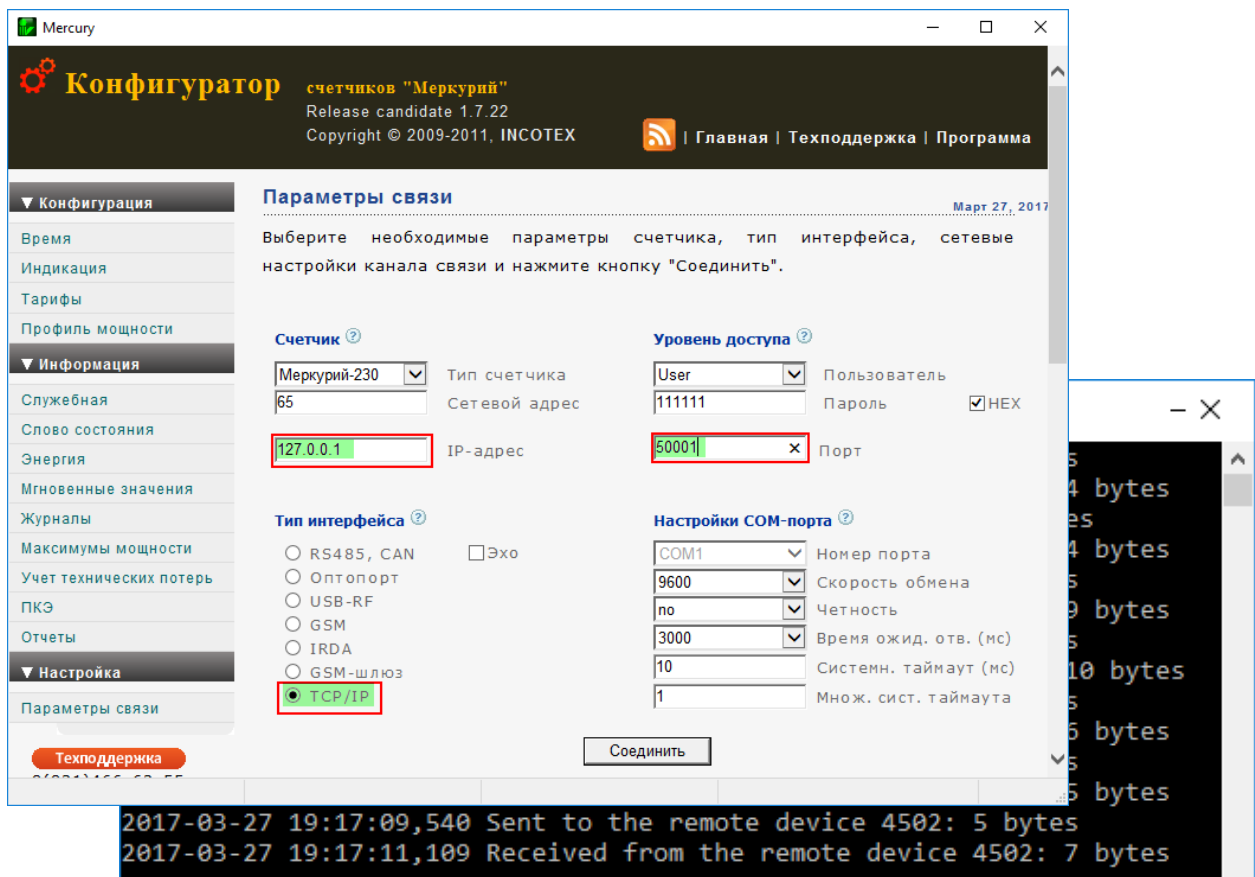 Mercury
Конфигуратор
счетчиков "Меркурий"
Release candidate 1.7.22
Copyright © 2009-2011, INCOTEX
| Главная | Техподдержка | Программа
▼ Конфигурация
Время
Индикация
Тарифы
Профиль мощности
▼ Информация
Служебная
Слово состояния
Энергия
Мгновенные значения
Журналы
Максимумы мощности
Учет технических потерь
ПКЭ
Отчеты
▼ Настройка
Параметры связи
Техподдержка
Параметры связи
Март 27, 2017
Выберите необходимые параметры счетчика, тип интерфейса, сетевые
настройки канала связи и нажмите кнопку "Соединить".
Счетчик ?
Меркурий-230 Тип счетчика
65 Сетевой адрес
127.0.0.1 IP-адрес
Уровень доступа ?
User Пользователь
111111 Пароль HEX
50001 Порт
Тип интерфейса ?
RS485, CAN Эхо
Оптопорт
USB-RF
GSM
IRDA
GSM-шлюз
TCP/IP
Настройки COM-порта ?
COM1 Номер порта
9600 Скорость обмена
no Четность
3000 Время ожид. отв. (мс)
10 Системн. таймаут (мс)
1 Множ. сист. таймаута
Соединить
s
4 bytes
es
4 bytes
s
9 bytes
s
10 bytes
s
6 bytes
s
5 bytes
2017-03-27 19:17:09,540 Sent to the remote device 4502: 5 bytes
2017-03-27 19:17:11,109 Received from the remote device 4502: 7 bytes